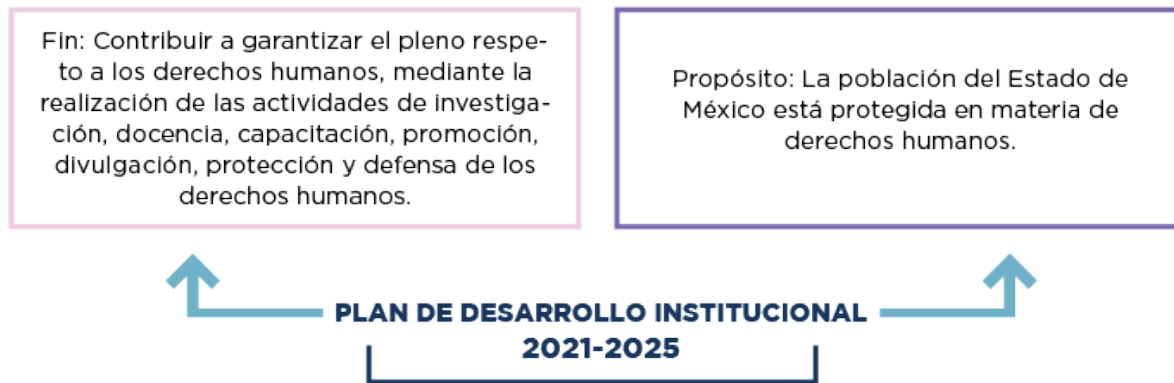 Fin: Contribuir a garantizar el pleno respe-
to a los derechos humanos, mediante la
realización de las actividades de investiga-
ción, docencia, capacitación, promoción,
divulgación, protección y defensa de los
derechos humanos.
Propósito: La población del Estado de
México está protegida en materia de
derechos humanos.
PLAN DE DESARROLLO INSTITUCIONAL
2021-2025